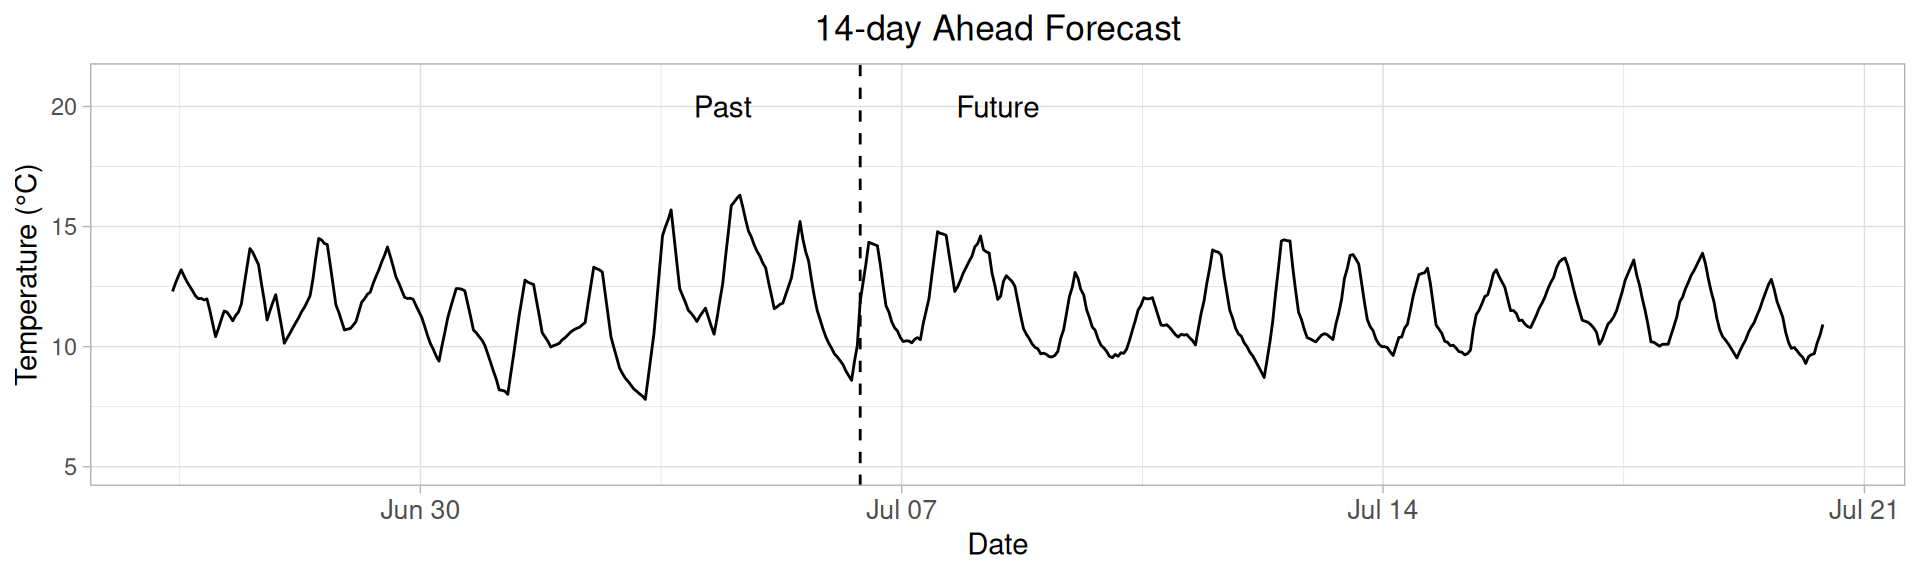 14-day Ahead Forecast
Past
Future
20
15
10
5
Temperature (°C)
Jun 30
Jul 07
Jul 14
Jul 21
Date